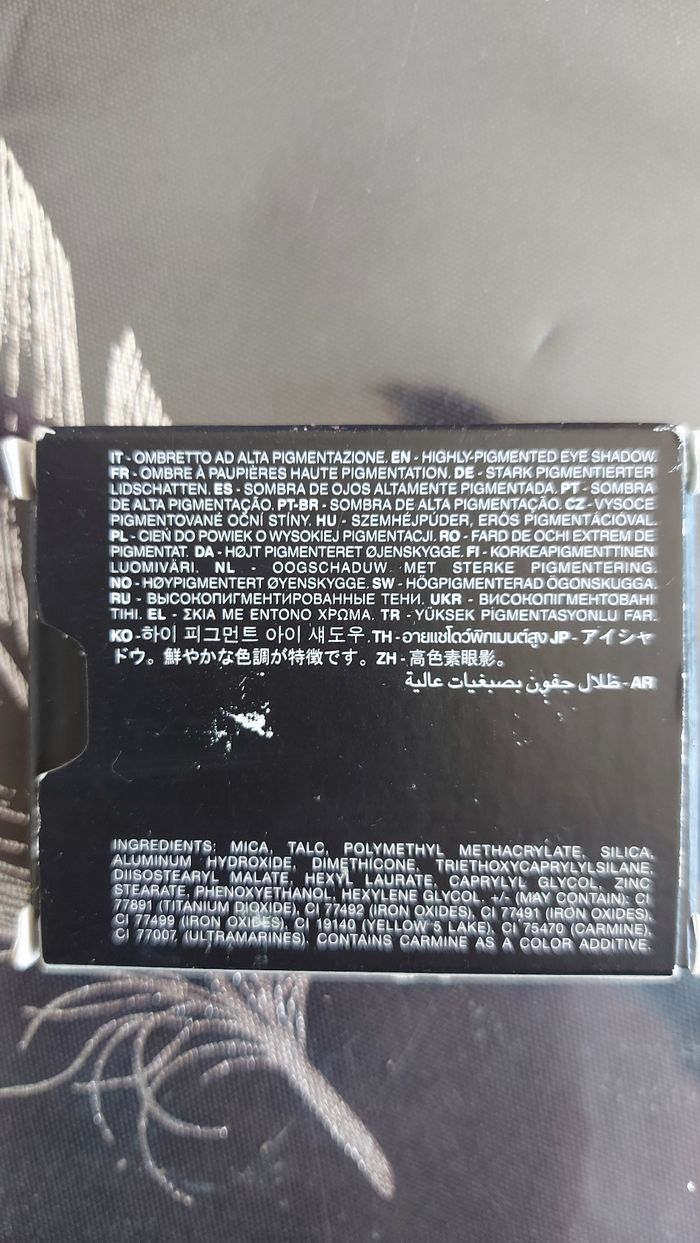 IT - OMBRETTO AD ALTA PIGMENTAZIONE. EN - HIGHLY-PIGMENTED EYE SHADOW.
FR - OMBRE À PAUPIÈRES HAUTE PIGMENTATION. DE - STARK PIGMENTIERTER
LIDSCHATTEN. ES - SOMBRA DE OJOS ALTAMENTE PIGMENTADA. PT - SOMBRA
DE ALTA PIGMENTAÇÃO. PT-BR - SOMBRA DE ALTA PIGMENTAÇÃO. CZ - VYSOCE
PIGMENTOVANÉ OČNÍ STÍNY. HU - SZEMHÉJPÚDER, ERŐS PIGMENTÁCIÓVAL.
PL - CIEŃ DO POWIEK O WYSOKIEJ PIGMENTACJI. RO - FARD DE OCHI EXTREM DE
PIGMENTAT. DA - HØJT PIGMENTERET ØJENSKYGGE. FI - KORKEAPIGMENTTINEN
LUOMIVÄRI. NL - OOGSCHADUW MET STERKE PIGMENTERING.
NO - HØYPIGMENTERT ØYENSKYGGE. SW - HÖGPIGMENTERAD ÖGONSKUGGA.
RU - ВЫСОКОПИГМЕНТИРОВАННЫЕ ТЕНИ. UKR - ВИСОКОПІГМЕНТОВАНІ
ТІНІ. EL - ΣΚΙΑ ΜΕ ΕΝΤΟΝΟ ΧΡΩΜΑ. TR - YÜKSEK PİGMENTASYONLU FAR.
KO - 하이 피그먼트 아이 섀도우. TH - อายแชโดว์พิกเมนต์สูง JP - アイシャ
ドウ。鮮やかな色調が特徴です。ZH - 高色素眼影。
AR - ظلال جفون بصبغيات عالية
INGREDIENTS: MICA, TALC, POLYMETHYL METHACRYLATE, SILICA,
ALUMINUM HYDROXIDE, DIMETHICONE, TRIETHOXYCAPRYLYLSILANE,
DIISOSTEARYL MALATE, HEXYL LAURATE, CAPRYLYL GLYCOL, ZINC
STEARATE, PHENOXYETHANOL, HEXYLENE GLYCOL. +/- (MAY CONTAIN): CI
77891 (TITANIUM DIOXIDE), CI 77492 (IRON OXIDES), CI 77491 (IRON OXIDES),
CI 77499 (IRON OXIDES), CI 19140 (YELLOW 5 LAKE), CI 75470 (CARMINE),
CI 77007 (ULTRAMARINES). CONTAINS CARMINE AS A COLOR ADDITIVE.